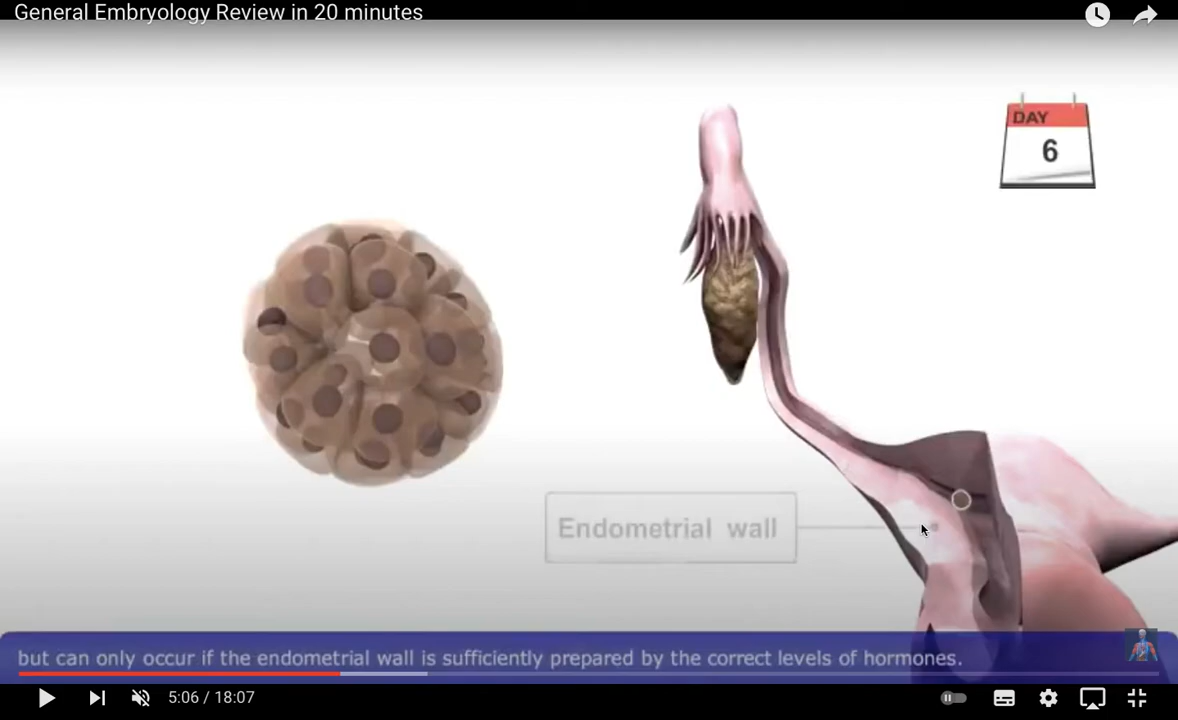 General Embryology Review in 20 minutes
DAY
6
Endometrial wall
but can only occur if the endometrial wall is sufficiently prepared by the correct levels of hormones.
5:06 / 18:07